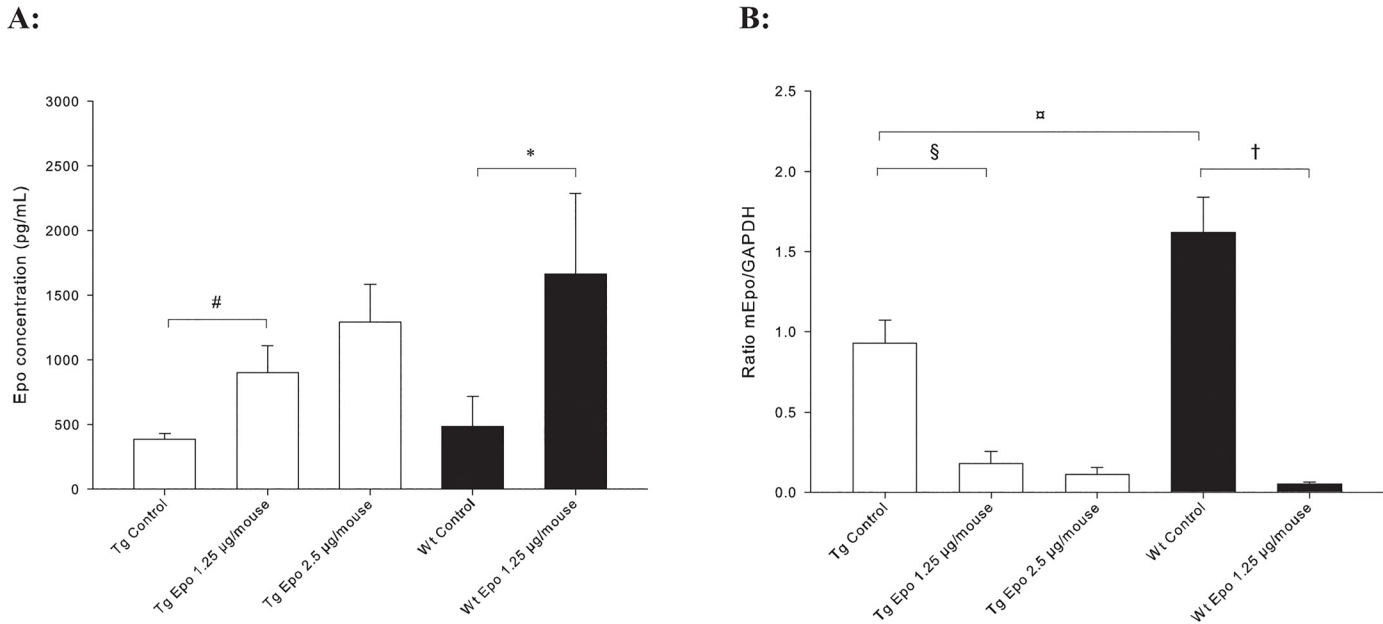 A:
3000
2500
2000
1500
1000
500
0
Epo concentration (pg/mL)
#
*
Tg Control
Tg Epo 1.25 µg/mouse
Tg Epo 2.5 µg/mouse
Wt Control
Wt Epo 1.25 µg/mouse
B:
2.5
2.0
1.5
1.0
0.5
0.0
Ratio mEpo/GAPDH
¤
§
†
Tg Control
Tg Epo 1.25 µg/mouse
Tg Epo 2.5 µg/mouse
Wt Control
Wt Epo 1.25 µg/mouse